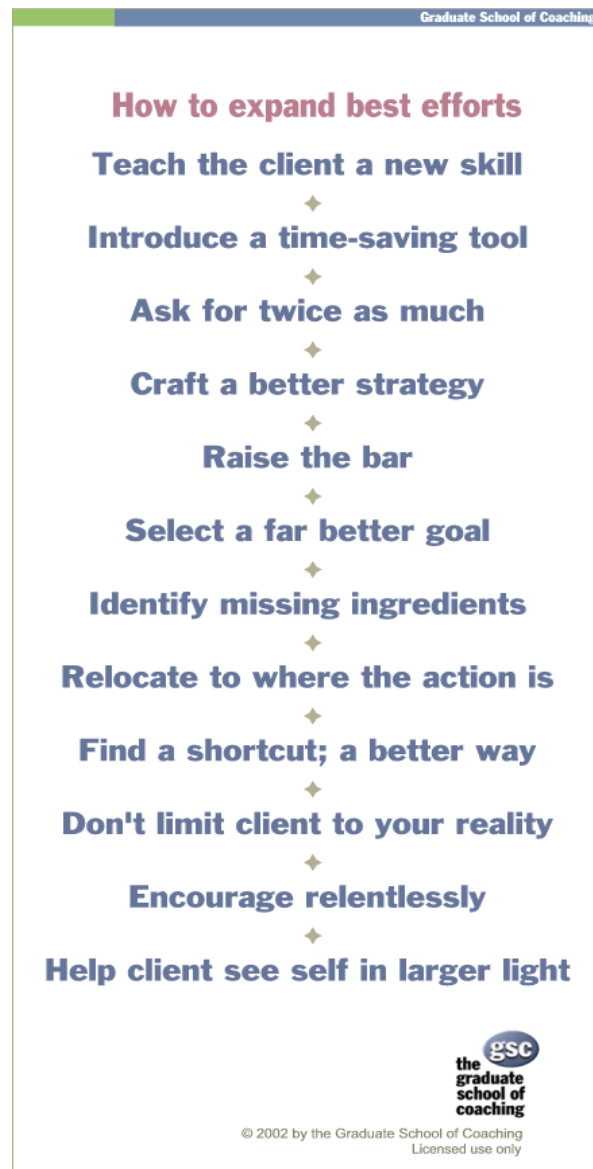 Graduate School of Coaching
How to expand best efforts
Teach the client a new skill
Introduce a time-saving tool
Ask for twice as much
Craft a better strategy
Raise the bar
Select a far better goal
Identify missing ingredients
Relocate to where the action is
Find a shortcut; a better way
Don't limit client to your reality
Encourage relentlessly
Help client see self in larger light
gsc
the
graduate
school of
coaching
© 2002 by the Graduate School of Coaching
Licensed use only